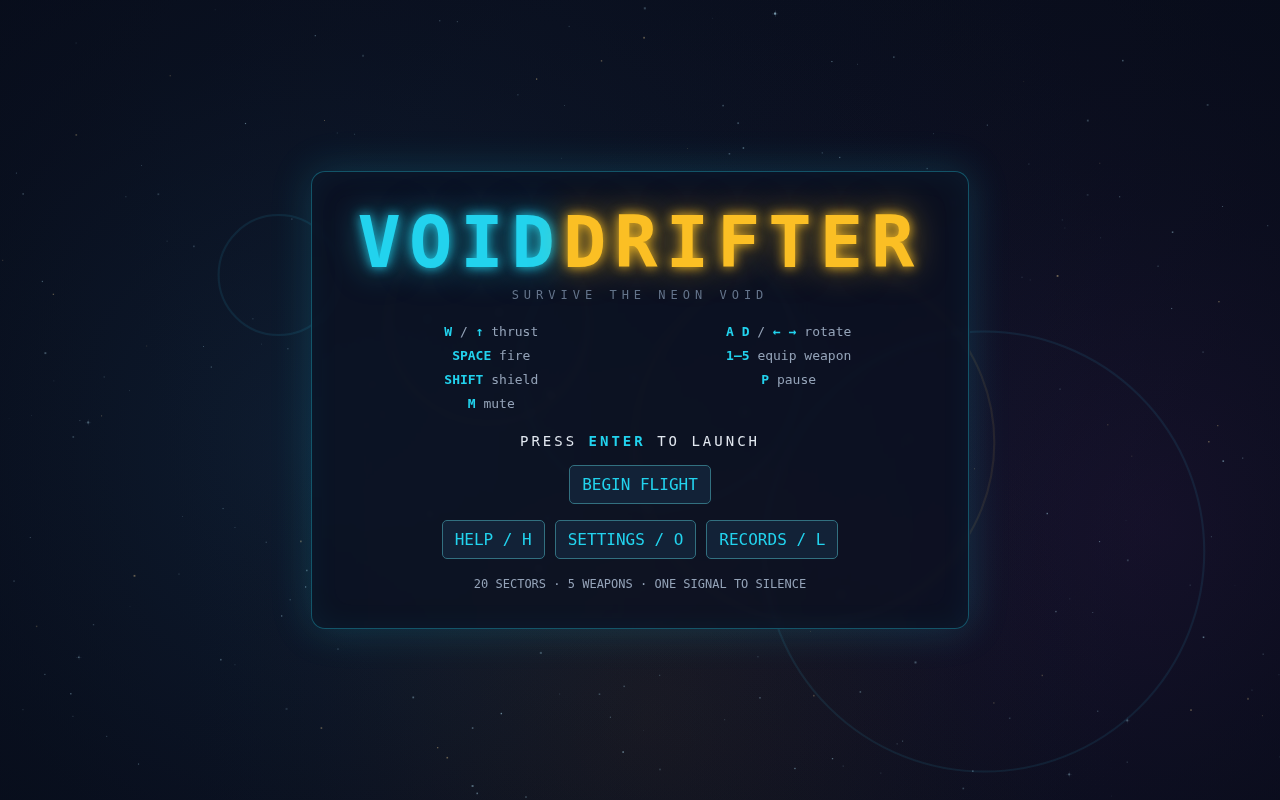 VOIDDRIFTER
SURVIVE THE NEON VOID
W / ↑ thrust
A D / ← → rotate
SPACE fire
1–5 equip weapon
SHIFT shield
P pause
M mute
PRESS ENTER TO LAUNCH
BEGIN FLIGHT
HELP / H
SETTINGS / O
RECORDS / L
20 SECTORS · 5 WEAPONS · ONE SIGNAL TO SILENCE